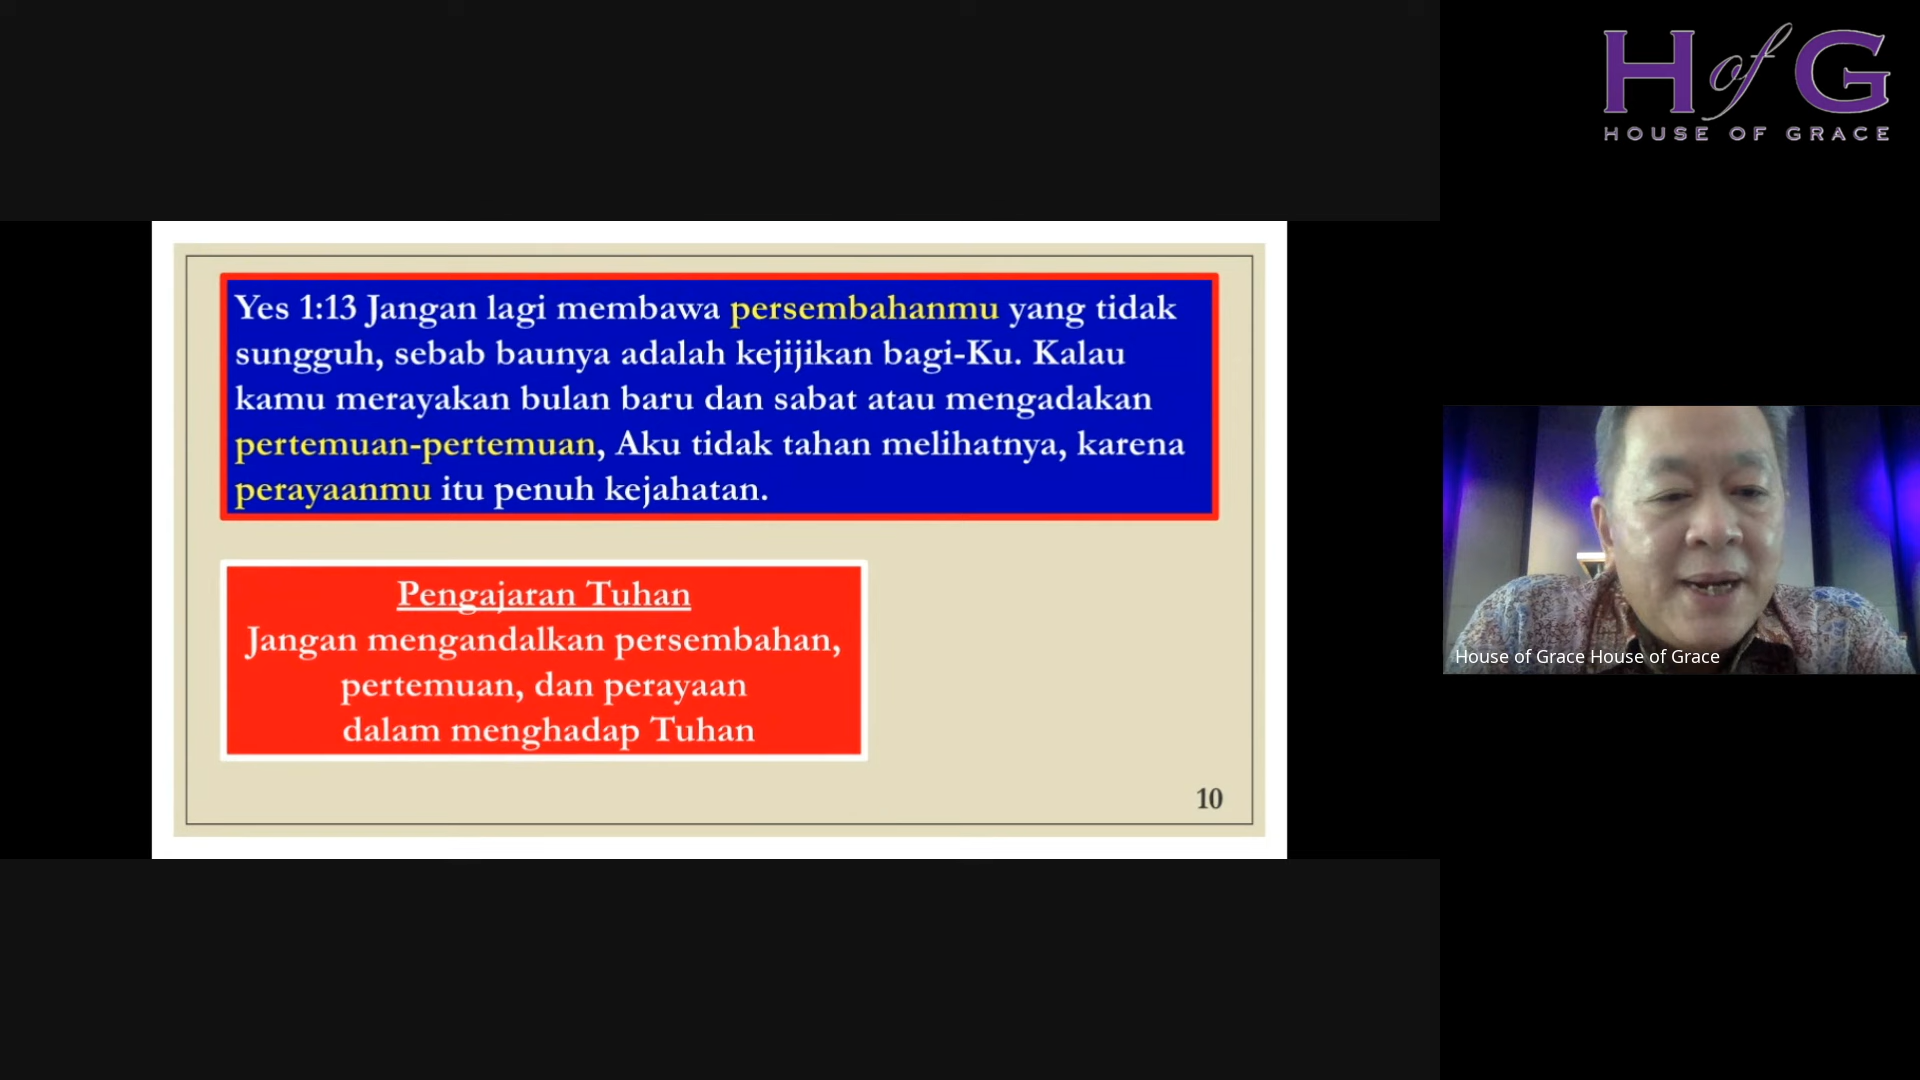 H of G
HOUSE OF GRACE
Yes 1:13 Jangan lagi membawa persembahanmu yang tidak
sungguh, sebab baunya adalah kejijikan bagi-Ku. Kalau
kamu merayakan bulan baru dan sabat atau mengadakan
pertemuan-pertemuan, Aku tidak tahan melihatnya, karena
perayaanmu itu penuh kejahatan.
Pengajaran Tuhan
Jangan mengandalkan persembahan,
pertemuan, dan perayaan
dalam menghadap Tuhan
10
House of Grace House of Grace